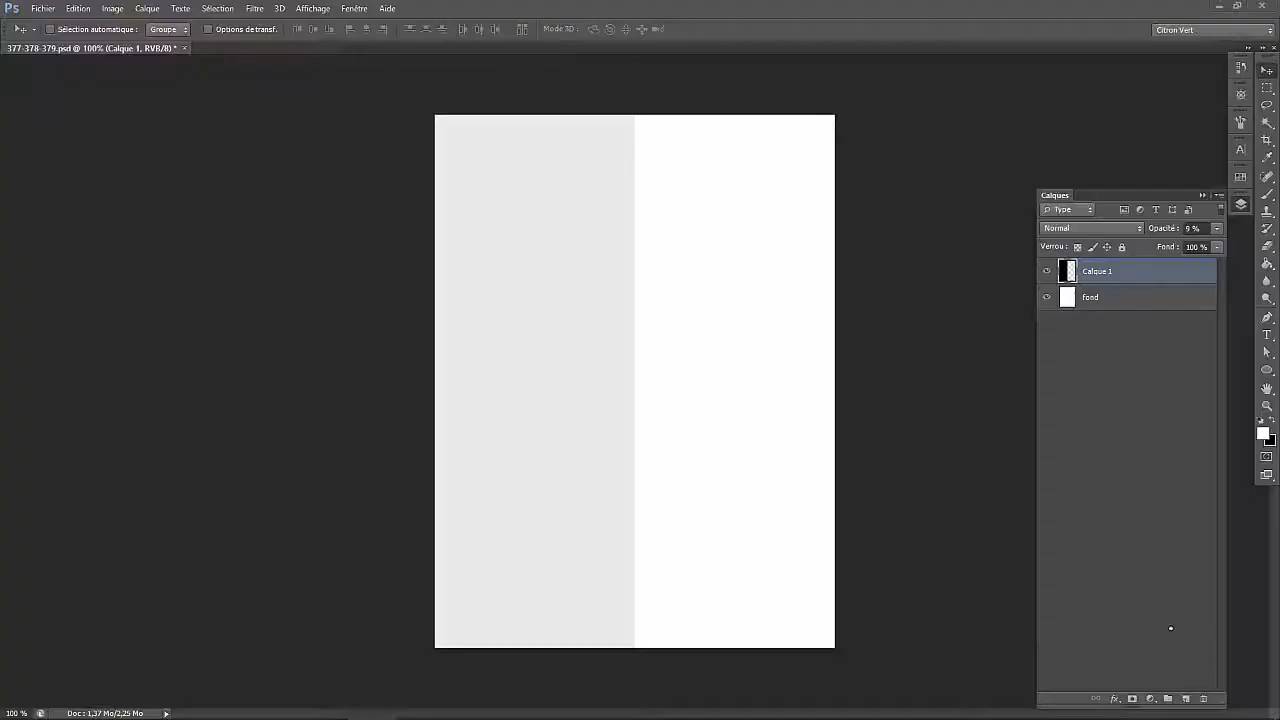 Ps Fichier Edition Image Calque Texte Sélection Filtre 3D Affichage Fenêtre Aide
Sélection automatique : Groupe Options de transf. Mode 3D : Citron Vert
377-378-379.psd @ 100% (Calque 1, RVB/8) * ×
Calques
Type T
Normal Opacité : 9 %
Verrou : Fond : 100 %
Calque 1
fond
fx
A
T
100 % Doc : 1,37 Mo/2,25 Mo